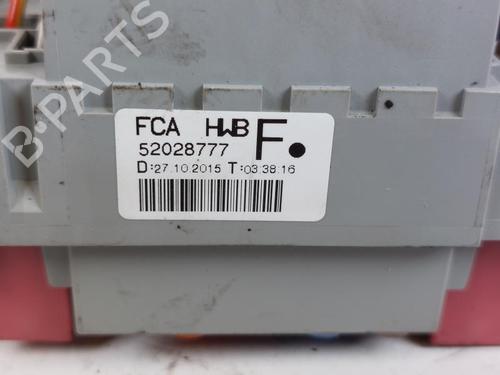 FCA HWB F.
52028777
D:27.10.2015 T:03:38:16
B-PARTS